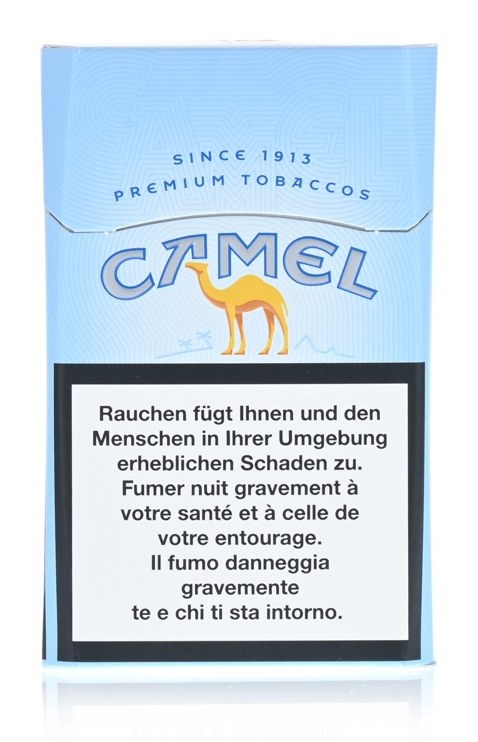 SINCE 1913
PREMIUM TOBACCOS
CAMEL
Rauchen fügt Ihnen und den
Menschen in Ihrer Umgebung
erheblichen Schaden zu.
Fumer nuit gravement à
votre santé et à celle de
votre entourage.
Il fumo danneggia
gravemente
te e chi ti sta intorno.